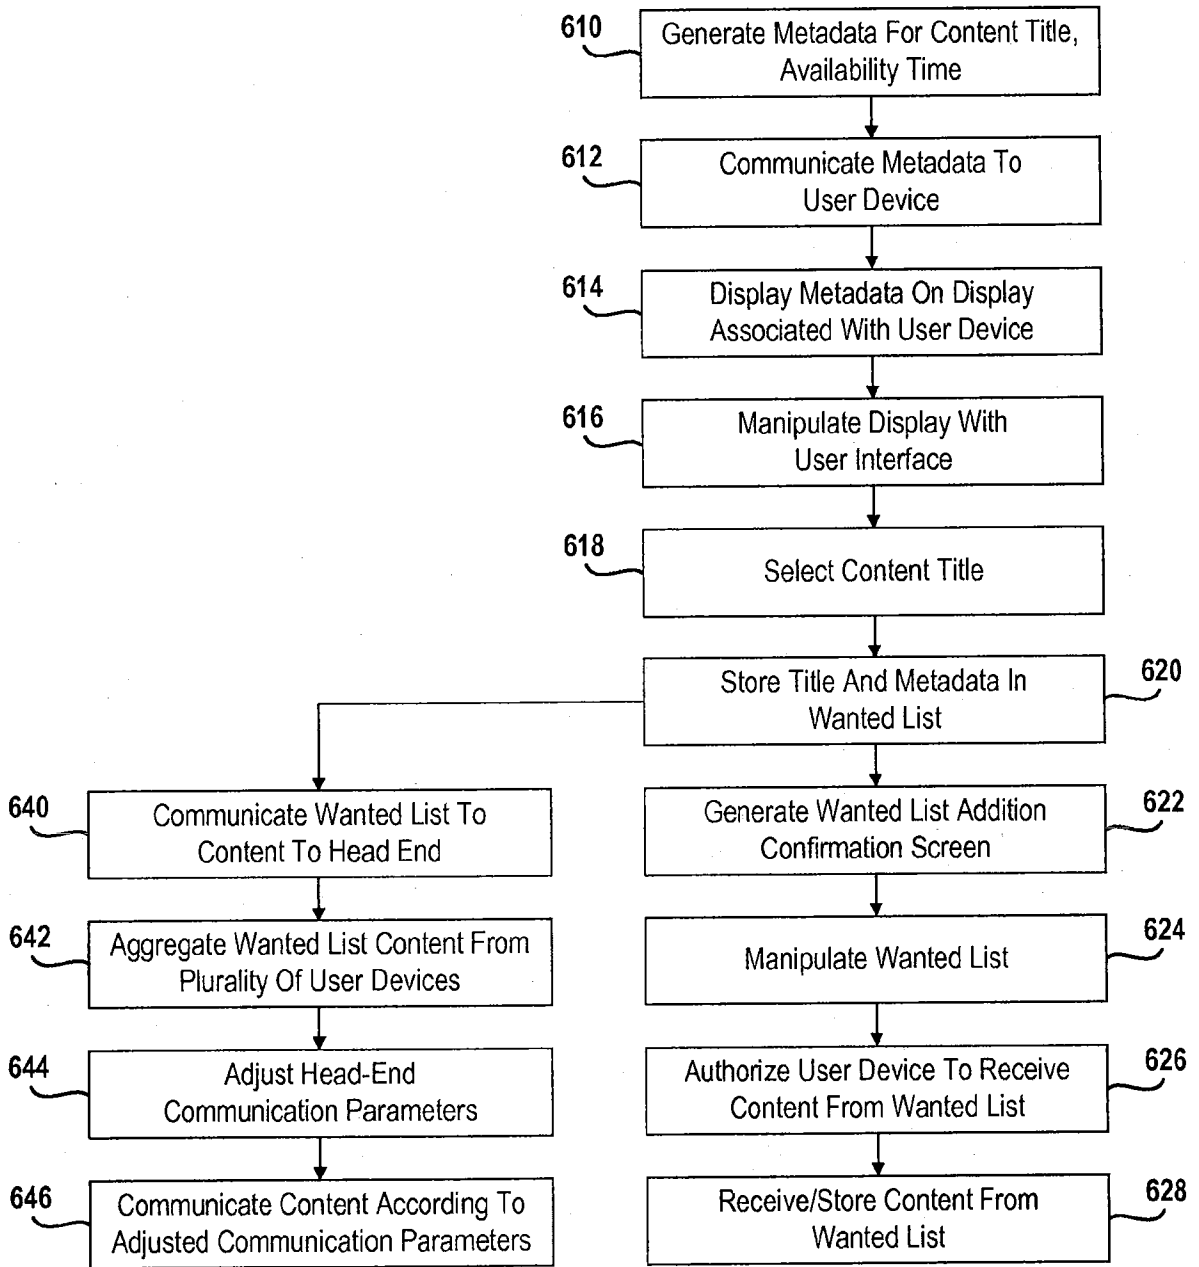 610
Generate Metadata For Content Title,
Availability Time
612
Communicate Metadata To
User Device
614
Display Metadata On Display
Associated With User Device
616
Manipulate Display With
User Interface
618
Select Content Title
620
Store Title And Metadata In
Wanted List
640
Communicate Wanted List To
Content To Head End
622
Generate Wanted List Addition
Confirmation Screen
642
Aggregate Wanted List Content From
Plurality Of User Devices
624
Manipulate Wanted List
644
Adjust Head-End
Communication Parameters
626
Authorize User Device To Receive
Content From Wanted List
646
Communicate Content According To
Adjusted Communication Parameters
628
Receive/Store Content From
Wanted List